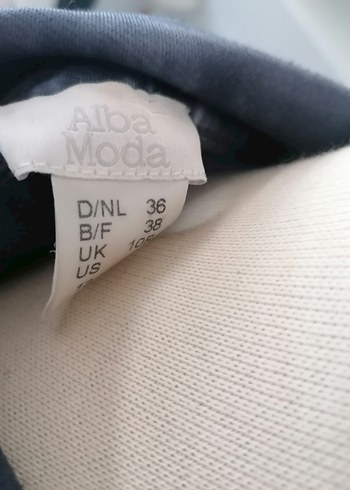 Alba
Moda
D/NL 36
B/F 38
UK
US